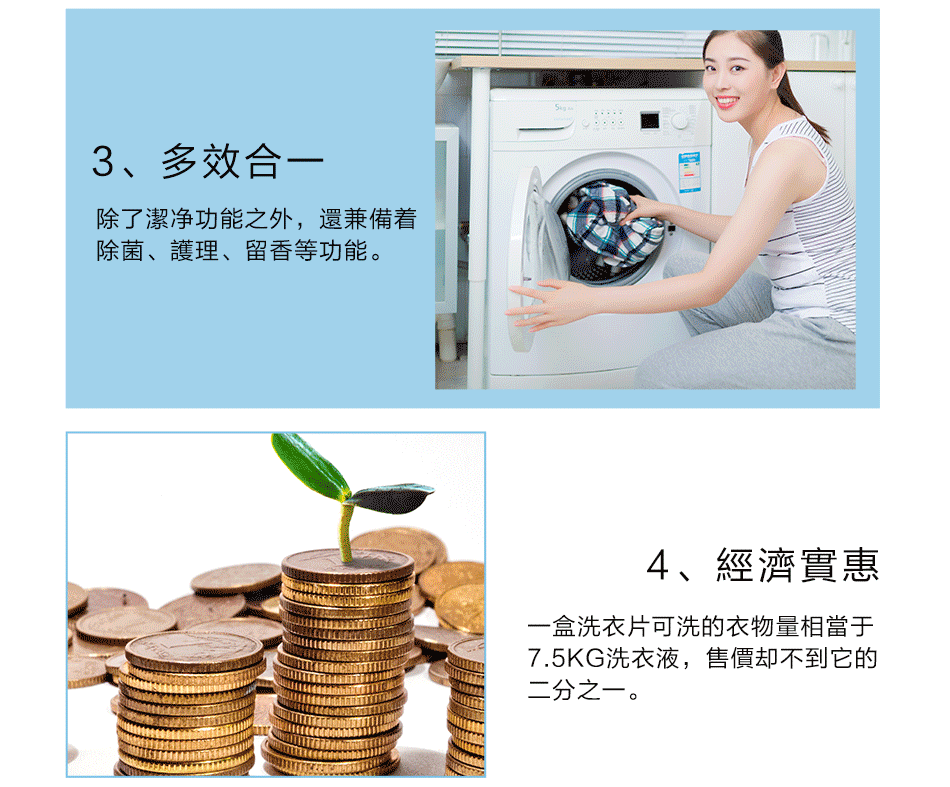 3、多效合一
除了潔净功能之外，還兼備着
除菌、護理、留香等功能。
5kg
4、經濟實惠
一盒洗衣片可洗的衣物量相當于
7.5KG洗衣液，售價却不到它的
二分之一。